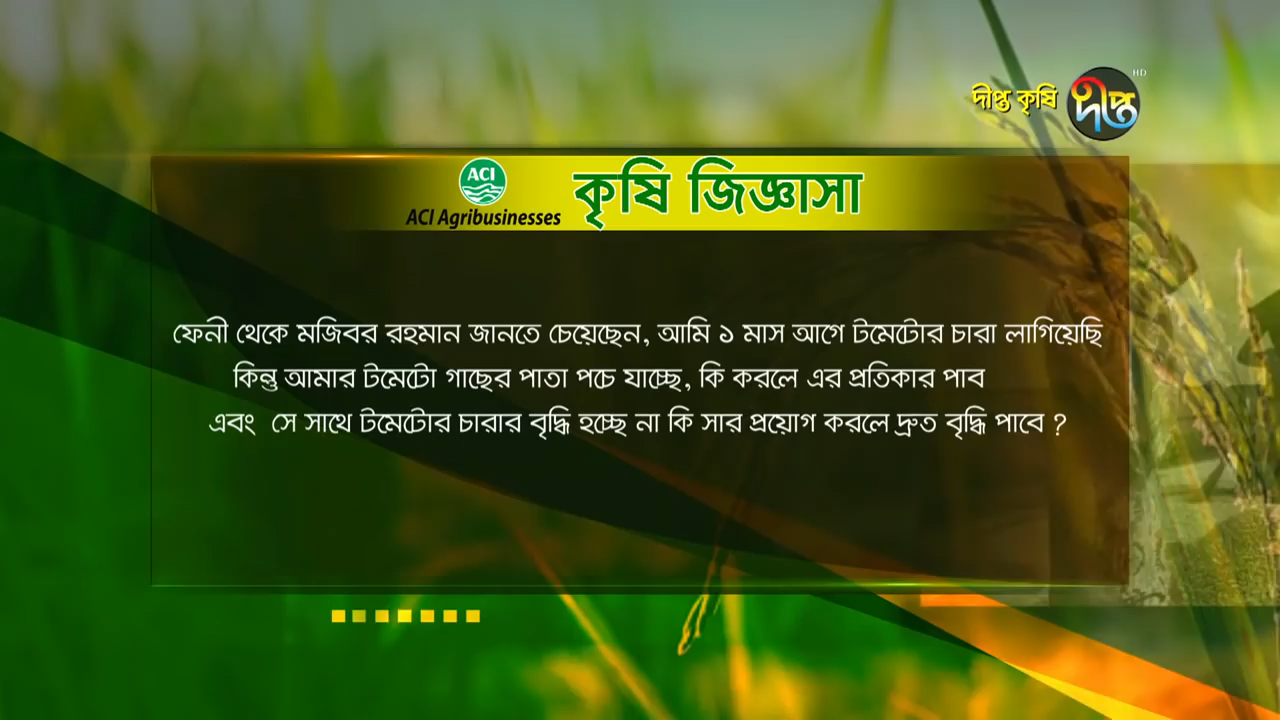 দীপ্ত কৃষি
দীপ্ত
HD
ACI
ACI Agribusinesses
কৃষি জিজ্ঞাসা
ফেনী থেকে মজিবর রহমান জানতে চেয়েছেন, আমি ১ মাস আগে টমেটোর চারা লাগিয়েছি
কিন্তু আমার টমেটো গাছের পাতা পচে যাচ্ছে, কি করলে এর প্রতিকার পাব
এবং সে সাথে টমেটোর চারার বৃদ্ধি হচ্ছে না কি সার প্রয়োগ করলে দ্রুত বৃদ্ধি পাবে ?